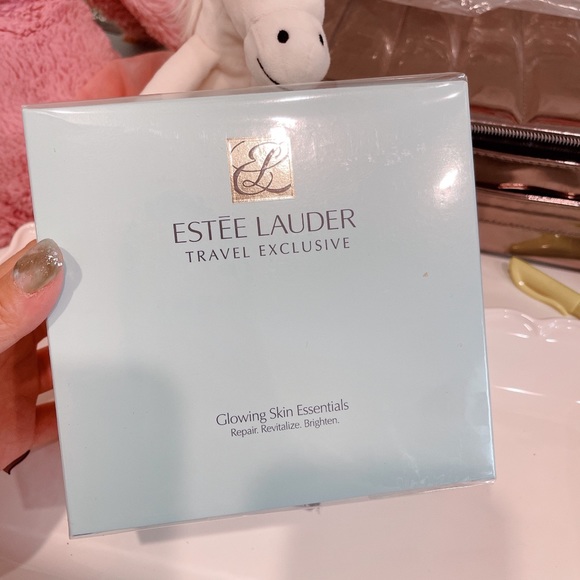 EL
ESTĒE LAUDER
TRAVEL EXCLUSIVE
Glowing Skin Essentials
Repair. Revitalize. Brighten.